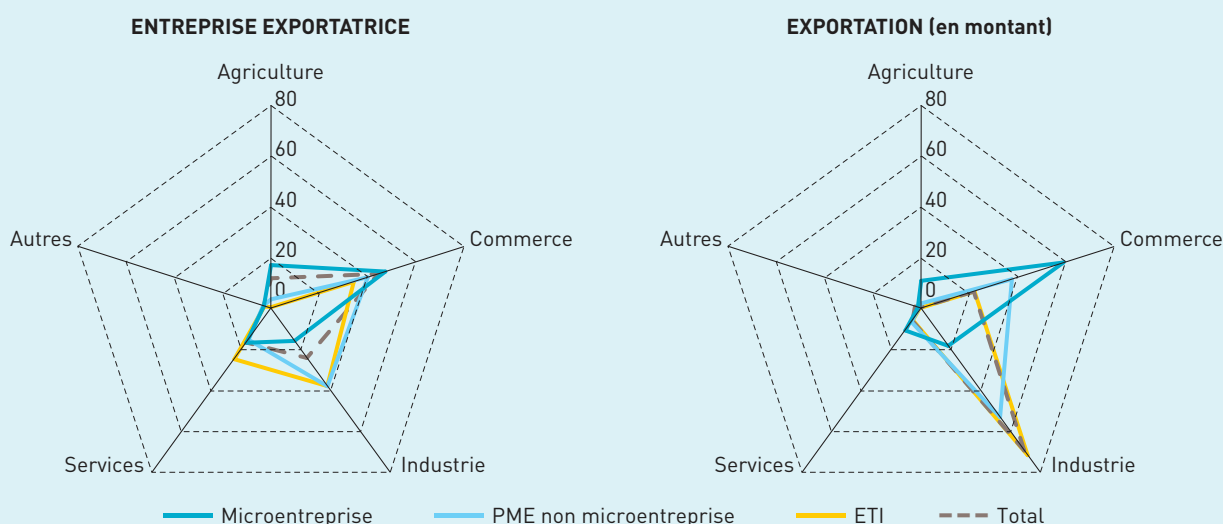 ENTREPRISE EXPORTATRICE
Agriculture
80
60
40
20
0
Autres
Commerce
Services
Industrie
EXPORTATION (en montant)
Agriculture
80
60
40
20
0
Autres
Commerce
Services
Industrie
Microentreprise PME non microentreprise ETI Total